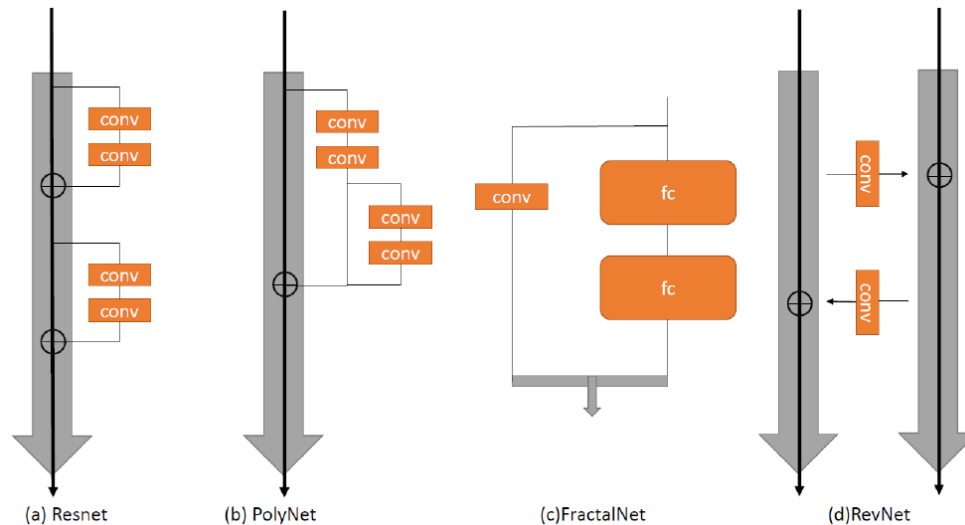 conv
conv
conv
conv
conv
conv
conv
conv
conv
fc
fc
conv
conv
(a) Resnet
(b) PolyNet
(c)FractalNet
(d)RevNet